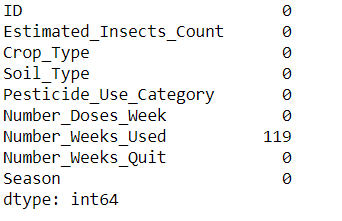 ID 0
Estimated_Insects_Count 0
Crop_Type 0
Soil_Type 0
Pesticide_Use_Category 0
Number_Doses_Week 0
Number_Weeks_Used 119
Number_Weeks_Quit 0
Season 0
dtype: int64